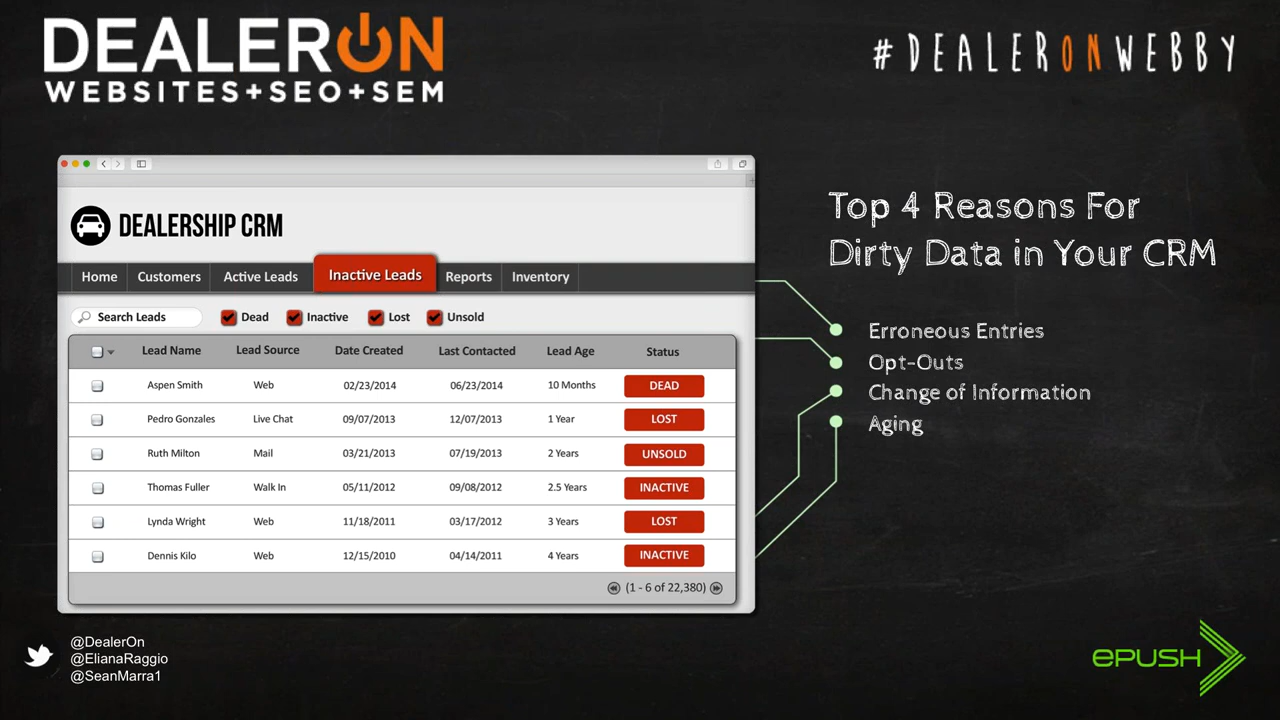 DEALERON
WEBSITES+SEO+SEM
#DEALERONWEBBY
DEALERSHIP CRM
Home Customers Active Leads Inactive Leads Reports Inventory
Search Leads Dead Inactive Lost Unsold
Lead Name Lead Source Date Created Last Contacted Lead Age Status
Aspen Smith Web 02/23/2014 06/23/2014 10 Months DEAD
Pedro Gonzales Live Chat 09/07/2013 12/07/2013 1 Year LOST
Ruth Milton Mail 03/21/2013 07/19/2013 2 Years UNSOLD
Thomas Fuller Walk In 05/11/2012 09/08/2012 2.5 Years INACTIVE
Lynda Wright Web 11/18/2011 03/17/2012 3 Years LOST
Dennis Kilo Web 12/15/2010 04/14/2011 4 Years INACTIVE
(1 - 6 of 22,380)
Top 4 Reasons For
Dirty Data in Your CRM
Erroneous Entries
Opt-Outs
Change of Information
Aging
@DealerOn
@ElianaRaggio
@SeanMarra1
ePUSH